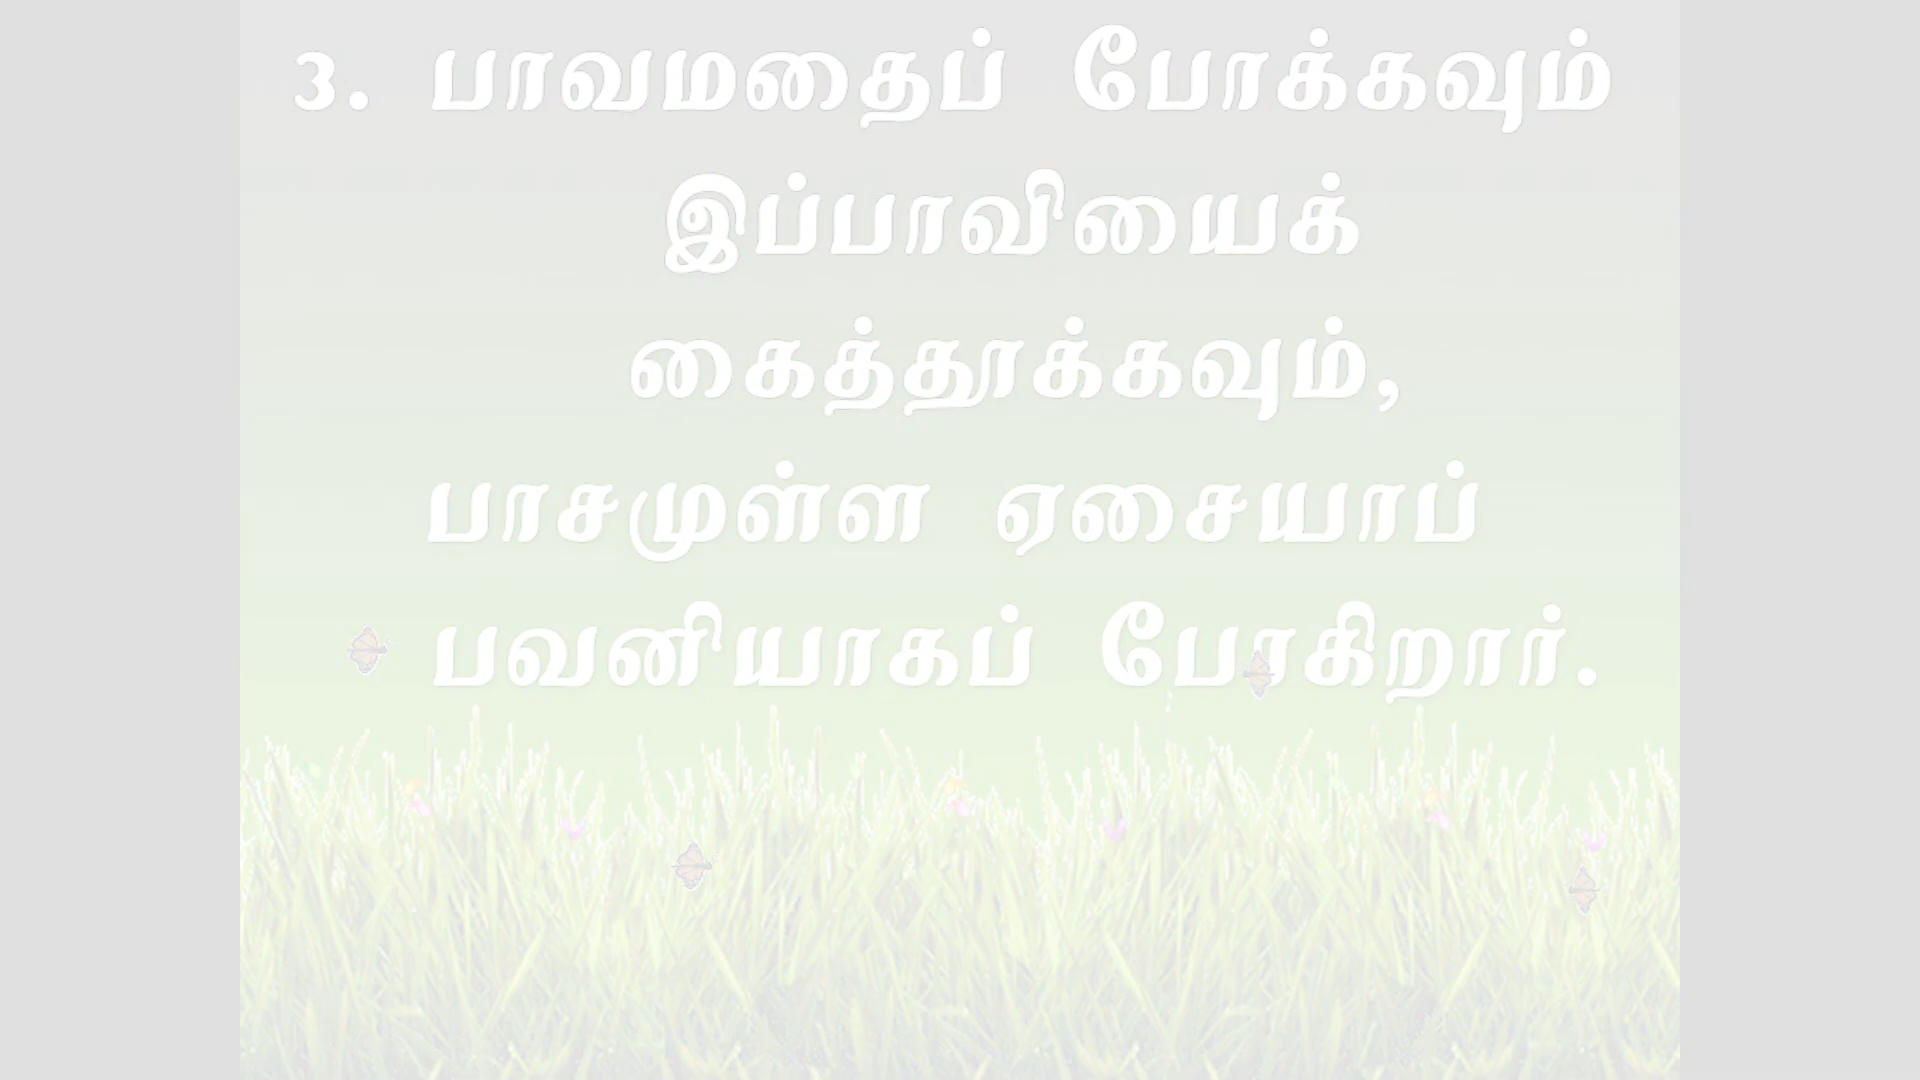 3. பாவமதைப் போக்கவும்
இப்பாவியைக்
கைத்தூக்கவும்,
பாசமுள்ள ஏசையாப்
பவனியாகப் போகிறார்.